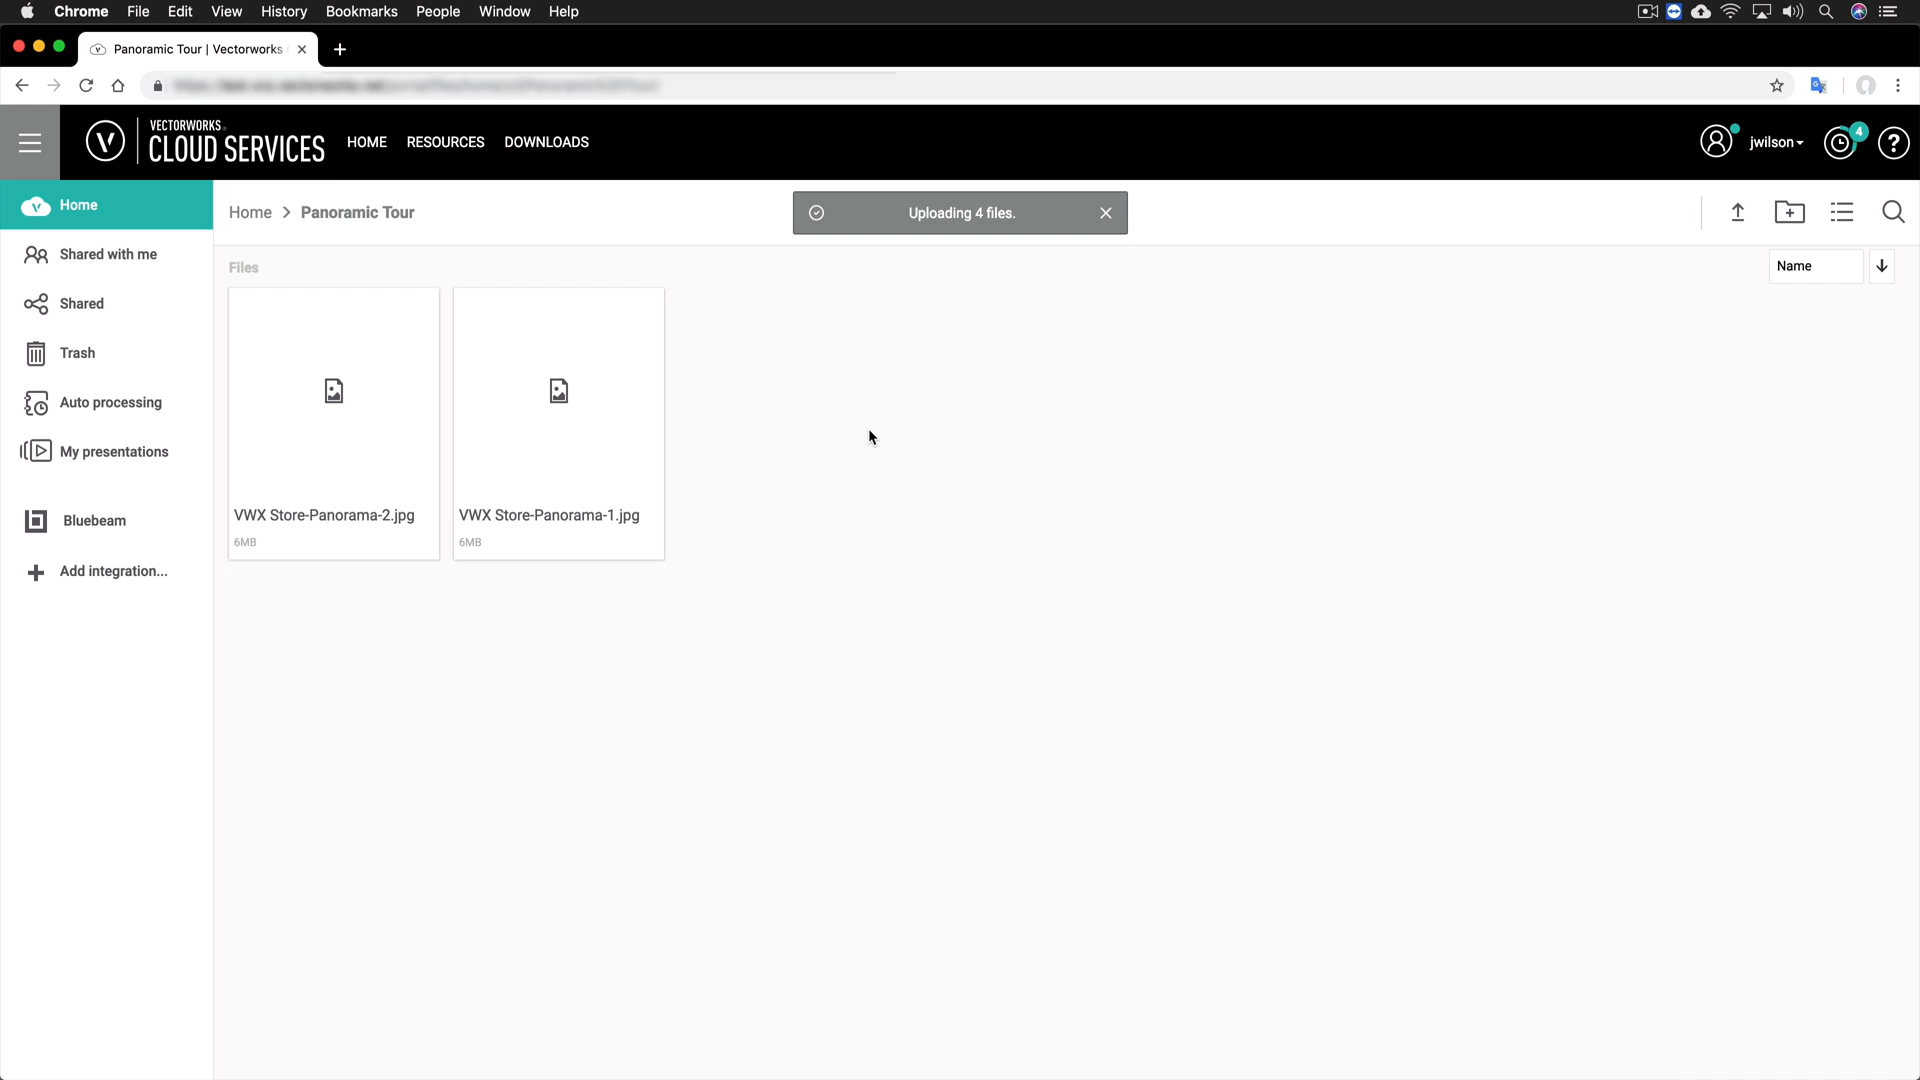 Chrome File Edit View History Bookmarks People Window Help
Panoramic Tour | Vectorworks
VECTORWORKS
CLOUD SERVICES
HOME RESOURCES DOWNLOADS
jwilson
4
?
Home
Home > Panoramic Tour
Uploading 4 files.
Shared with me
Files
Name
Shared
Trash
Auto processing
My presentations
Bluebeam
Add integration...
VWX Store-Panorama-2.jpg
6MB
VWX Store-Panorama-1.jpg
6MB